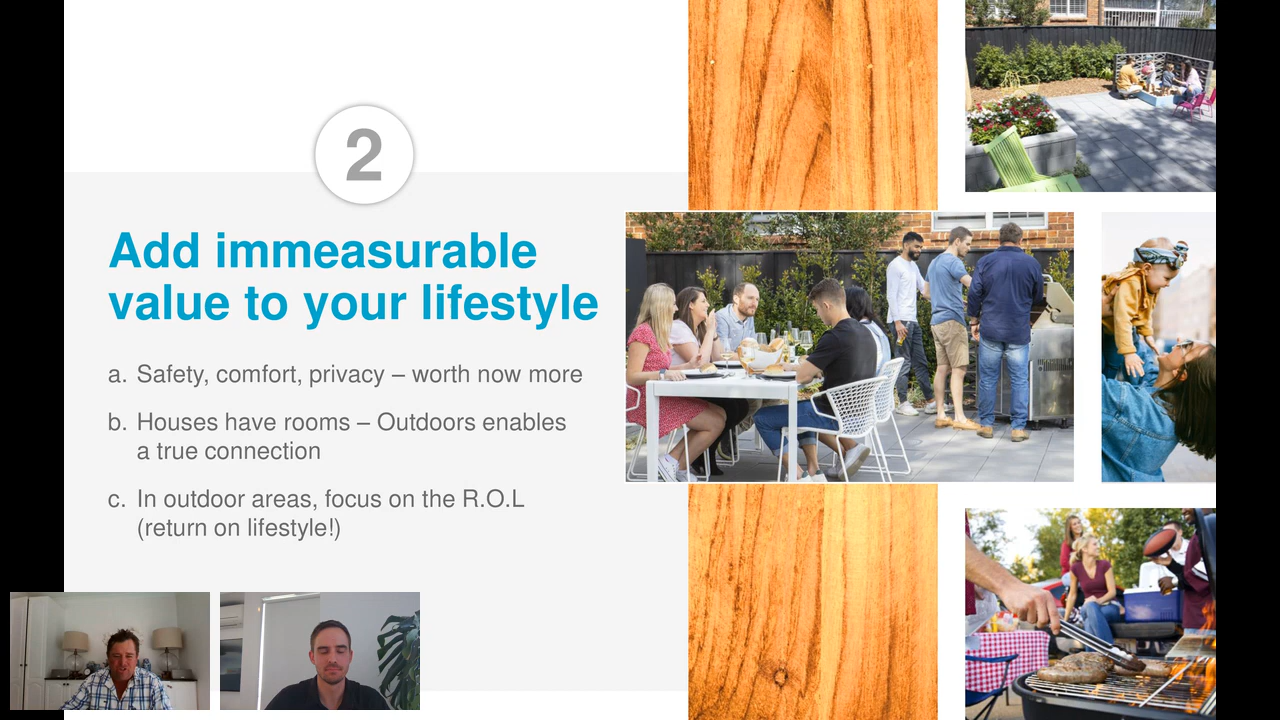 2
Add immeasurable
value to your lifestyle
a. Safety, comfort, privacy – worth now more
b. Houses have rooms – Outdoors enables
a true connection
c. In outdoor areas, focus on the R.O.L
(return on lifestyle!)